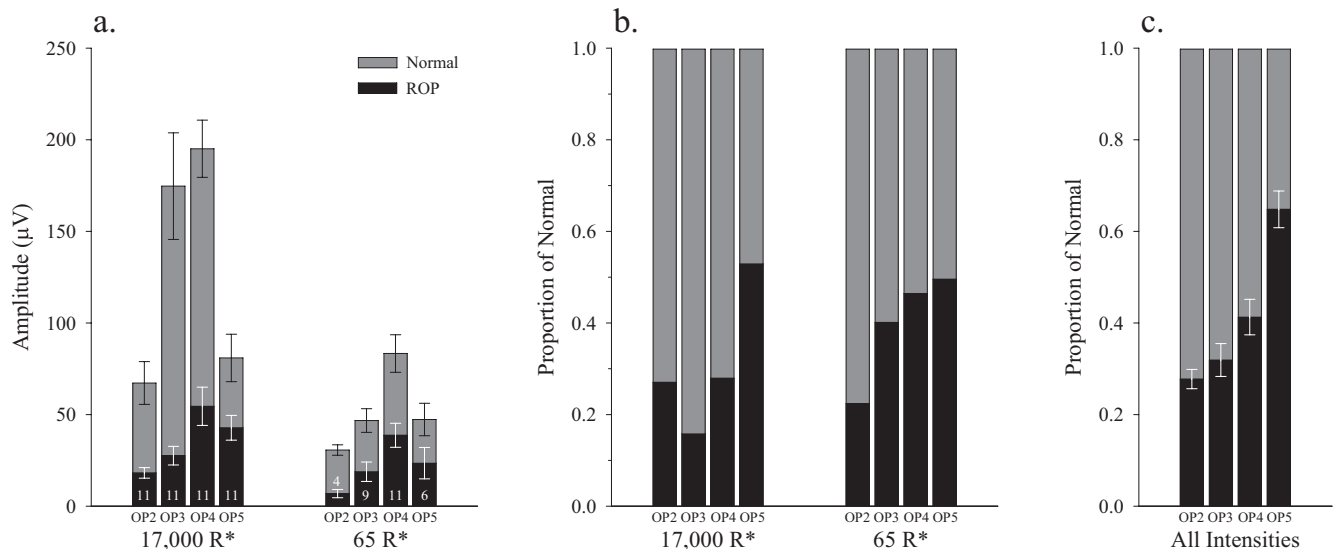 a.
250
200
150
100
50
0
Amplitude (µV)
Normal
ROP
11
11
11
11
4
9
11
6
OP2 OP3 OP4 OP5
OP2 OP3 OP4 OP5
17,000 R*
65 R*
b.
1.0
0.8
0.6
0.4
0.2
0.0
Proportion of Normal
17,000 R*
65 R*
OP2 OP3 OP4 OP5
OP2 OP3 OP4 OP5
c.
1.0
0.8
0.6
0.4
0.2
0.0
Proportion of Normal
OP2 OP3 OP4 OP5
All Intensities